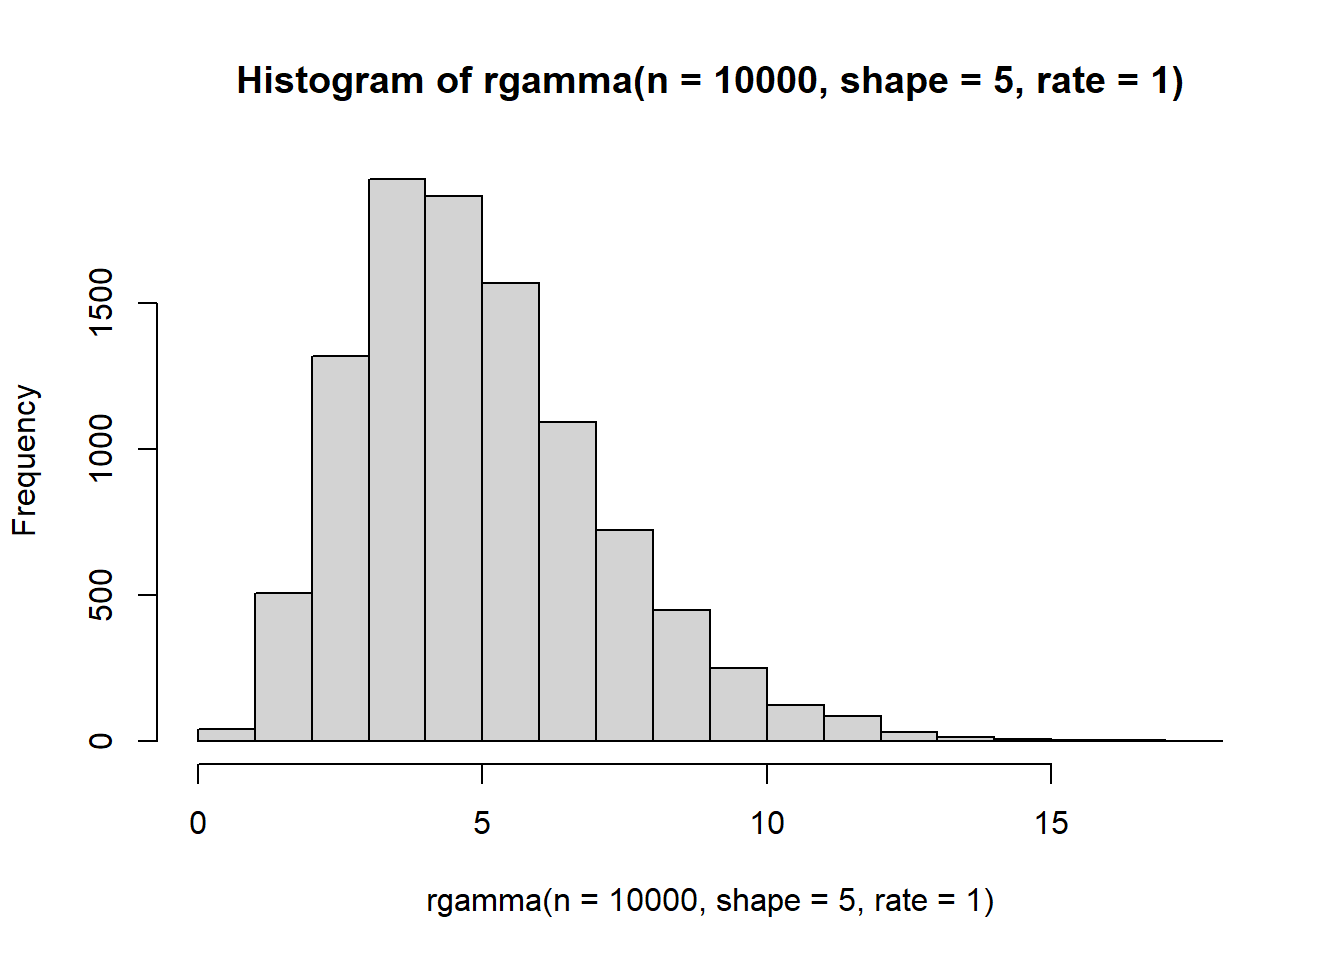 Histogram of rgamma(n = 10000, shape = 5, rate = 1)
Frequency
1500
1000
500
0
0 5 10 15
rgamma(n = 10000, shape = 5, rate = 1)